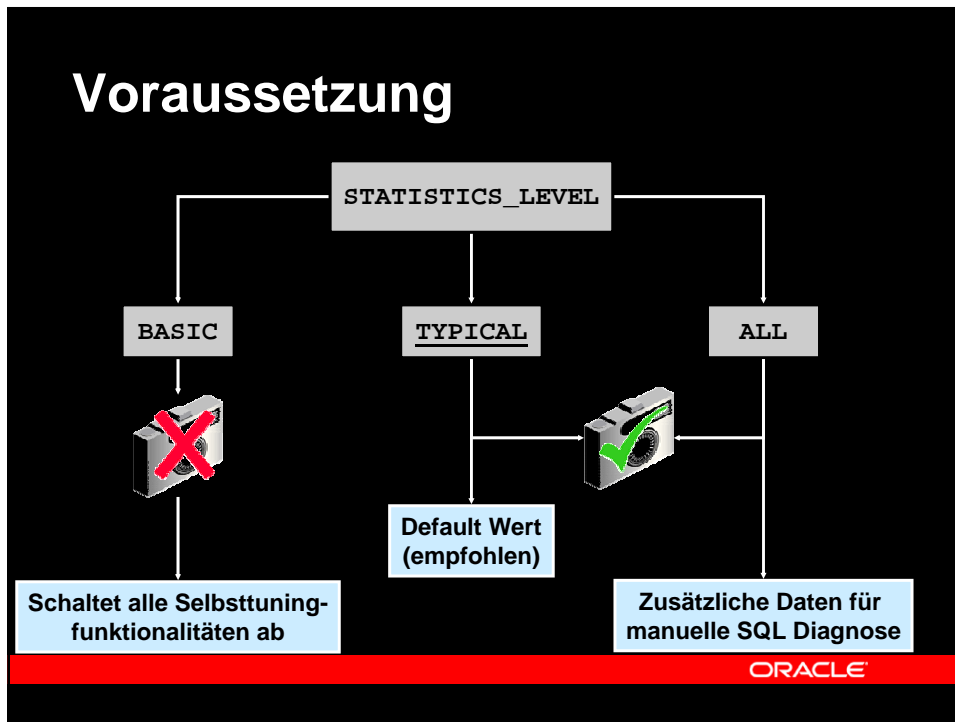 Voraussetzung
STATISTICS_LEVEL
BASIC
TYPICAL
ALL
Default Wert
(empfohlen)
Schaltet alle Selbsttuning-
funktionalitäten ab
Zusätzliche Daten für
manuelle SQL Diagnose
ORACLE